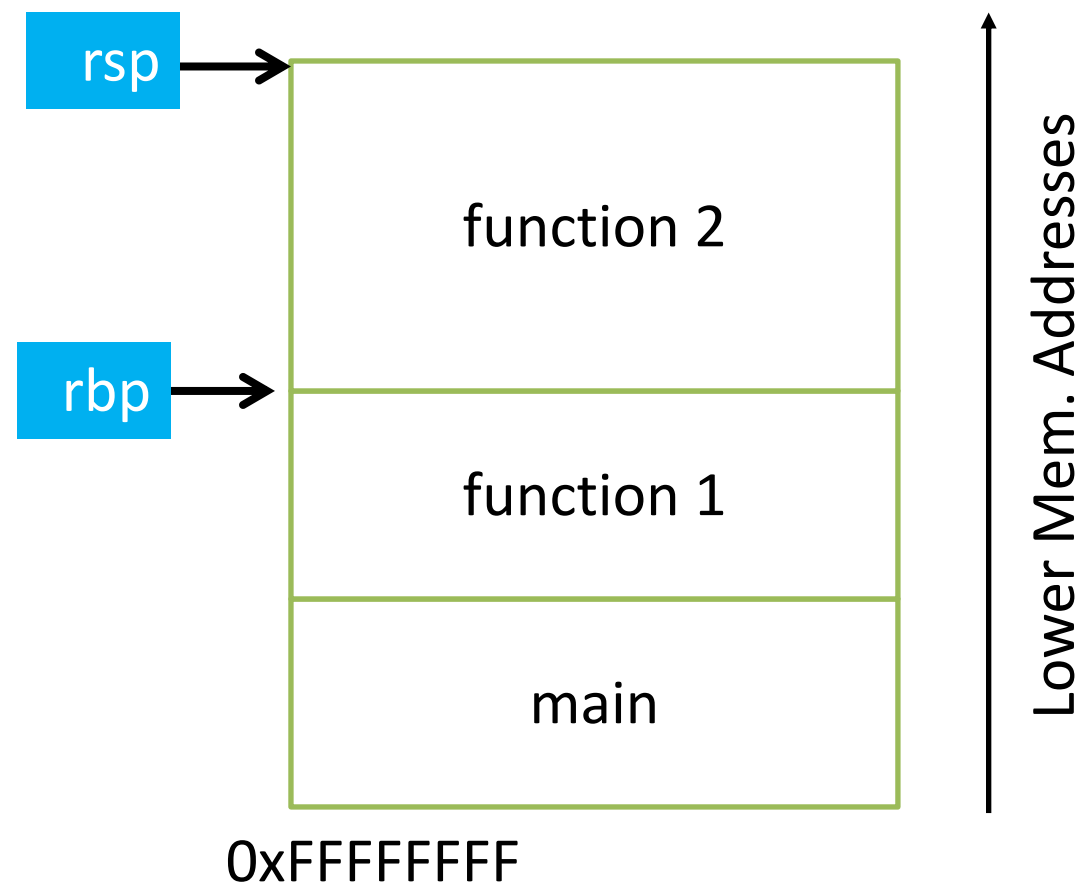 rsp
function 2
rbp
function 1
main
0xFFFFFFFF
Lower Mem. Addresses